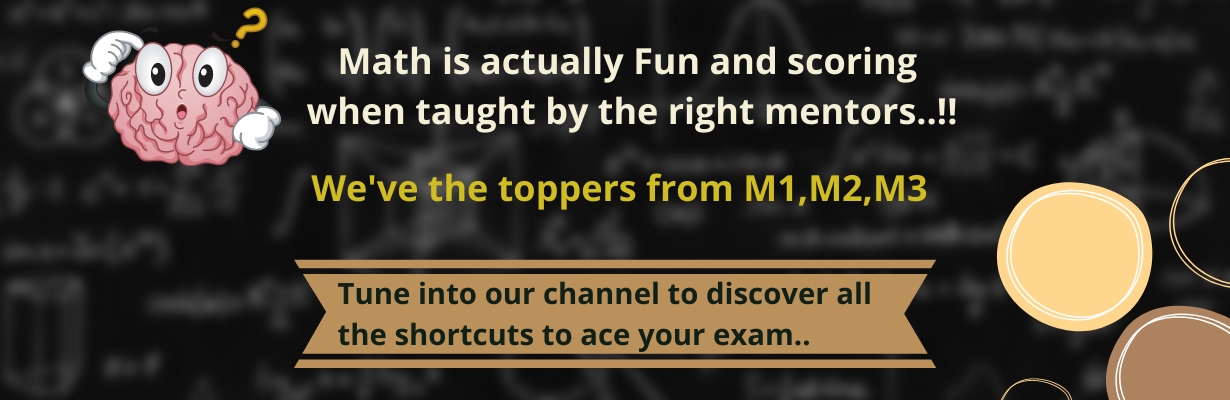 ?
Math is actually Fun and scoring
when taught by the right mentors..!!
We've the toppers from M1,M2,M3
Tune into our channel to discover all
the shortcuts to ace your exam..